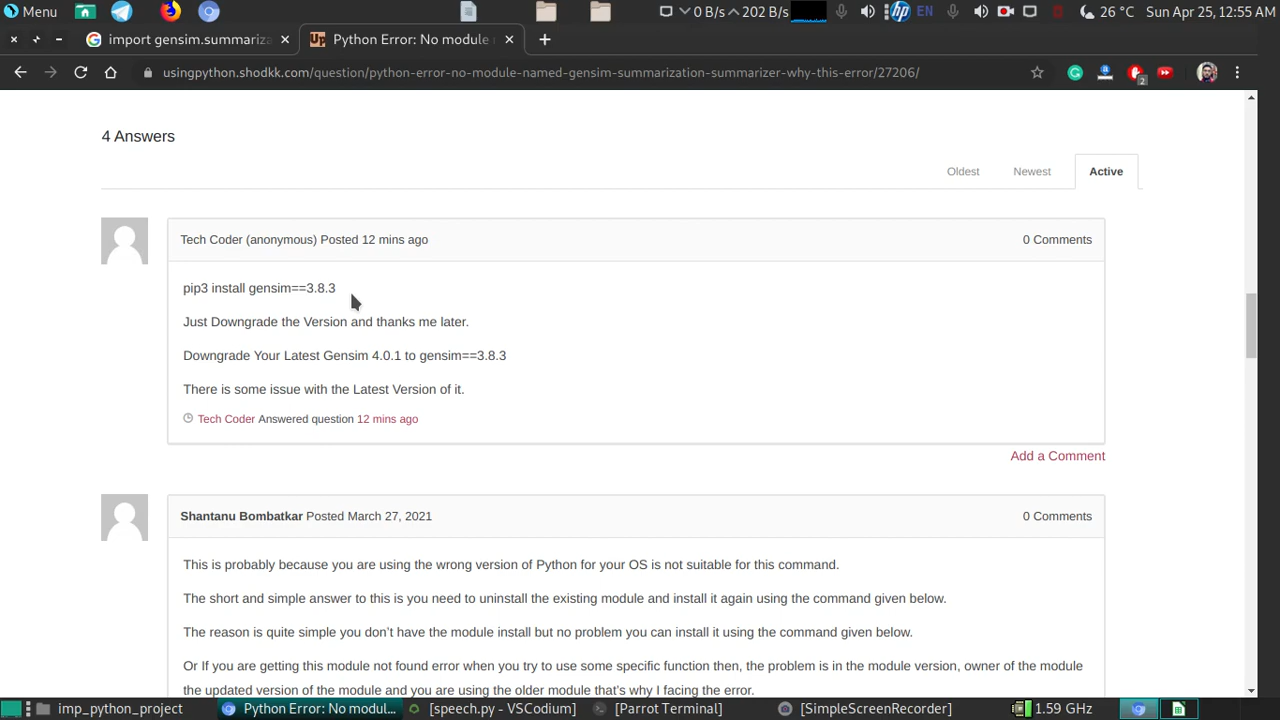 Menu 0 B/s 202 B/s EN 26 °C Sun Apr 25, 12:55 AM
import gensim.summariza Python Error: No module
usingpython.shodkk.com/question/python-error-no-module-named-gensim-summarization-summarizer-why-this-error/27206/ 2
4 Answers
Oldest Newest Active
Tech Coder (anonymous) Posted 12 mins ago 0 Comments
pip3 install gensim==3.8.3
Just Downgrade the Version and thanks me later.
Downgrade Your Latest Gensim 4.0.1 to gensim==3.8.3
There is some issue with the Latest Version of it.
Tech Coder Answered question 12 mins ago
Add a Comment
Shantanu Bombatkar Posted March 27, 2021 0 Comments
This is probably because you are using the wrong version of Python for your OS is not suitable for this command.
The short and simple answer to this is you need to uninstall the existing module and install it again using the command given below.
The reason is quite simple you don’t have the module install but no problem you can install it using the command given below.
Or If you are getting this module not found error when you try to use some specific function then, the problem is in the module version, owner of the module
the updated version of the module and you are using the older module that’s why I facing the error.
imp_python_project Python Error: No modul... [speech.py - VSCodium] [Parrot Terminal] [SimpleScreenRecorder] 1.59 GHz